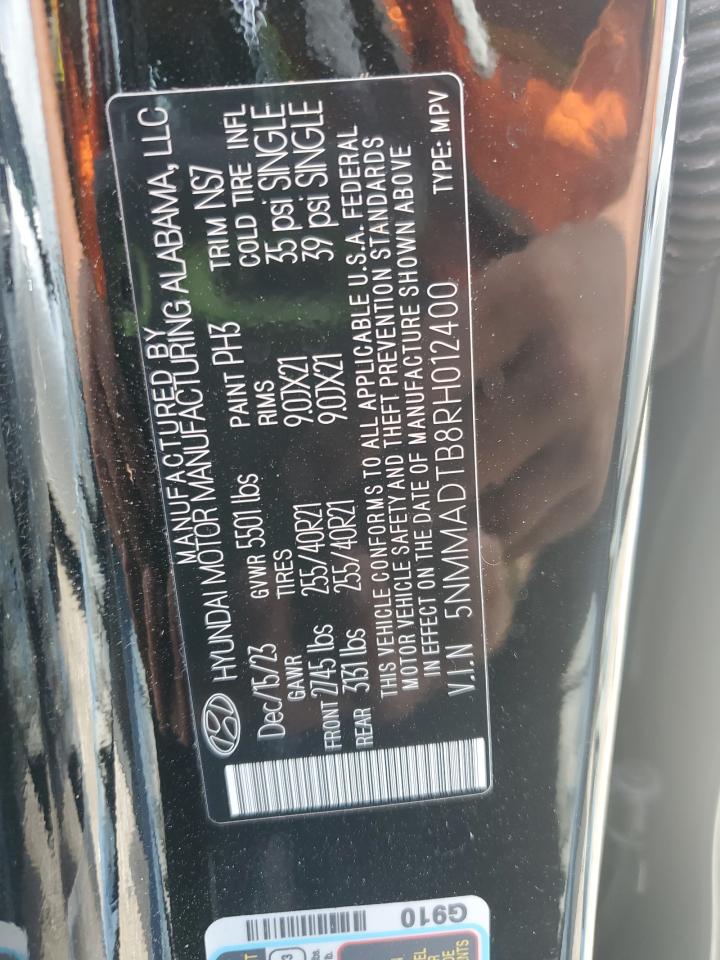 MANUFACTURED BY
HYUNDAI MOTOR MANUFACTURING ALABAMA, LLC
Dec/15/23 GVWR 5501 lbs PAINT PH3 TRIM NS7
GAWR TIRES RIMS COLD TIRE INFL
FRONT 2745 lbs 255/40R21 9.0JX21 35 psi SINGLE
REAR 3131 lbs 255/40R21 9.0JX21 39 psi SINGLE
THIS VEHICLE CONFORMS TO ALL APPLICABLE U.S.A. FEDERAL
MOTOR VEHICLE SAFETY AND THEFT PREVENTION STANDARDS
IN EFFECT ON THE DATE OF MANUFACTURE SHOWN ABOVE
V.I.N 5NMMADTB8RH012400 TYPE: MPV
G910